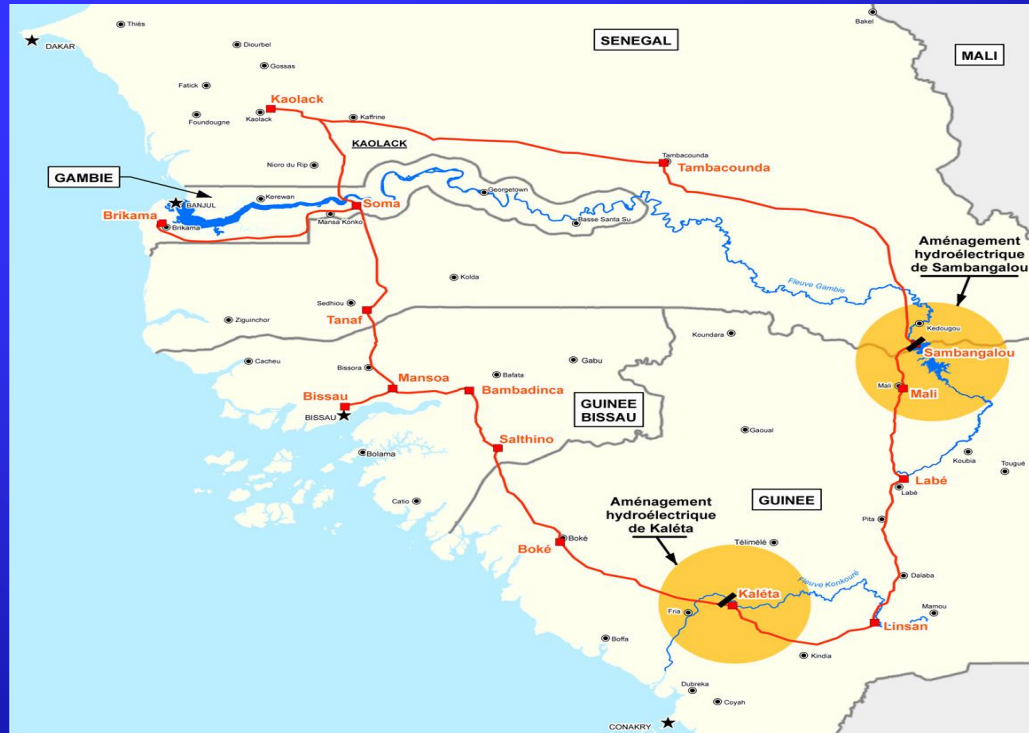 Thiès
Bakel
DAKAR
Diourbel
SENEGAL
MALI
Gossas
Fatick
Kaolack
Foundougne
Kaolack
Kaffrine
KAOLACK
Nioro du Rip
Tambacounda
Tambacounda
GAMBIE
BANJUL
Kerewan
Georgetown
Soma
Brikama
Brikama
Mansa Konko
Basse Santa Su
Aménagement
hydroélectrique
de Sambangalou
Kolda
Fleuve Gambie
Sedhiou
Tanaf
Ziguinchor
Kedougou
Koundara
Sambangalou
Cacheu
Bissora
Gabu
Bafata
Mali
Mali
Mansoa
Bambadinca
Bissau
BISSAU
GUINEE
BISSAU
Gaoual
Salthino
Bolama
Koubia
Tougué
Labé
Labé
Catio
Aménagement
hydroélectrique
de Kaléta
GUINEE
Pita
Boké
Boké
Télimélé
Fleuve Konkouré
Dalaba
Kaléta
Fria
Mamou
Linsan
Boffa
Kindia
Dubreka
Coyah
CONAKRY